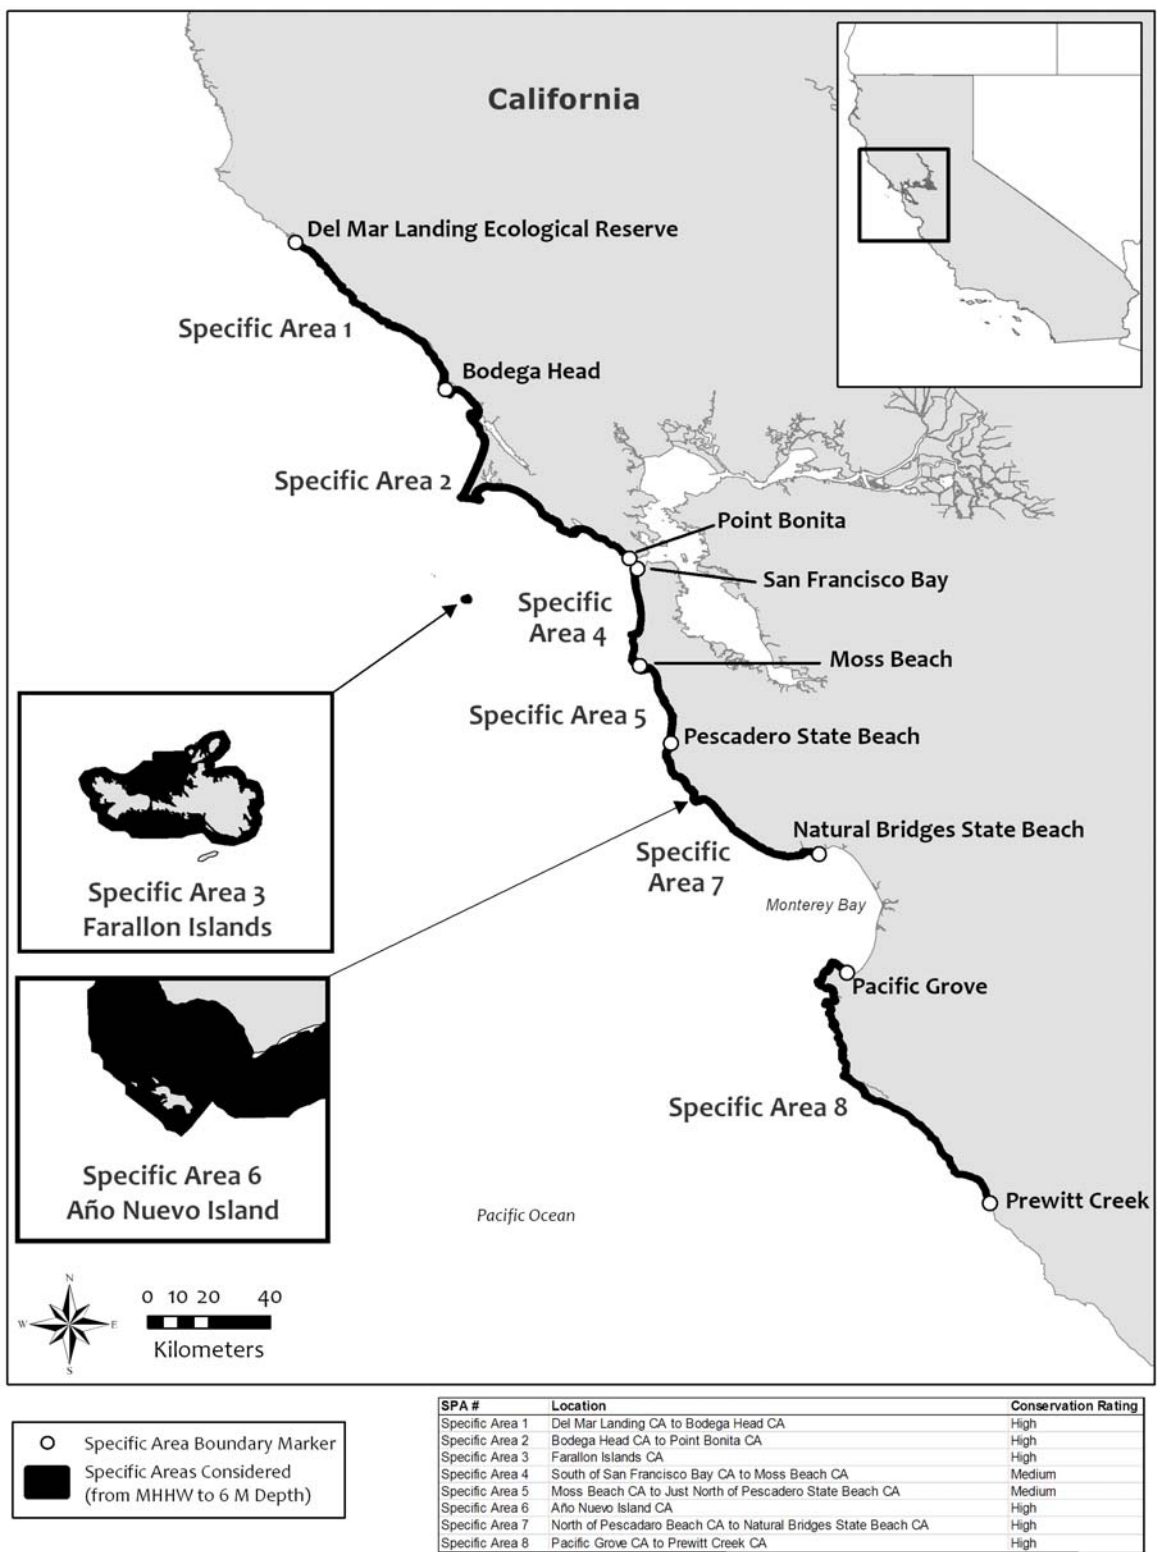 California
Del Mar Landing Ecological Reserve
Specific Area 1
Bodega Head
Specific Area 2
Point Bonita
San Francisco Bay
Specific
Area 4
Moss Beach
Specific Area 5
Pescadero State Beach
Natural Bridges State Beach
Specific
Area 7
Monterey Bay
Specific Area 3
Farallon Islands
Pacific Grove
Specific Area 8
Specific Area 6
Año Nuevo Island
Prewitt Creek
Pacific Ocean
N
W E
S
0 10 20 40
Kilometers
Specific Area Boundary Marker
Specific Areas Considered
(from MHHW to 6 M Depth)
SPA # Location Conservation Rating
Specific Area 1 Del Mar Landing CA to Bodega Head CA High
Specific Area 2 Bodega Head CA to Point Bonita CA High
Specific Area 3 Farallon Islands CA High
Specific Area 4 South of San Francisco Bay CA to Moss Beach CA Medium
Specific Area 5 Moss Beach CA to Just North of Pescadero State Beach CA Medium
Specific Area 6 Año Nuevo Island CA High
Specific Area 7 North of Pescadaro Beach CA to Natural Bridges State Beach CA High
Specific Area 8 Pacific Grove CA to Prewitt Creek CA High